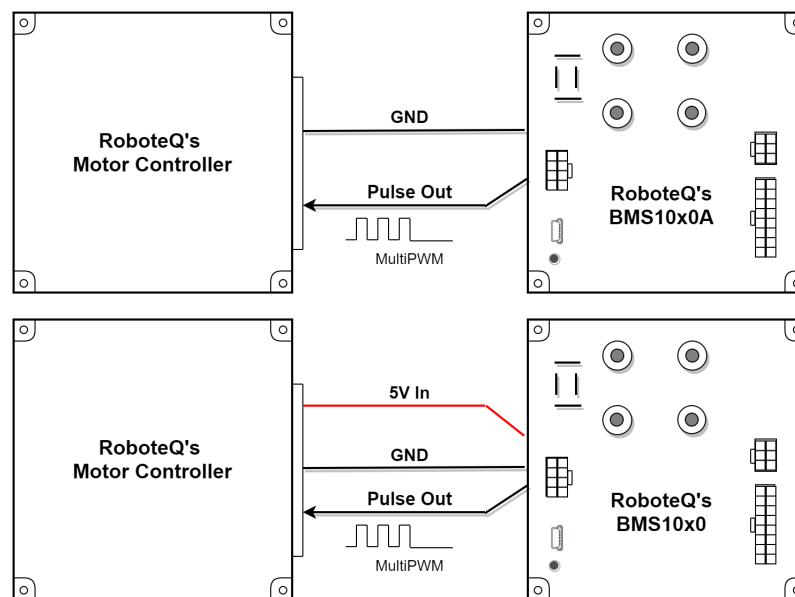 RoboteQ's
Motor Controller
GND
Pulse Out
MultiPWM
RoboteQ's
BMS10x0A
RoboteQ's
Motor Controller
5V In
GND
Pulse Out
MultiPWM
RoboteQ's
BMS10x0